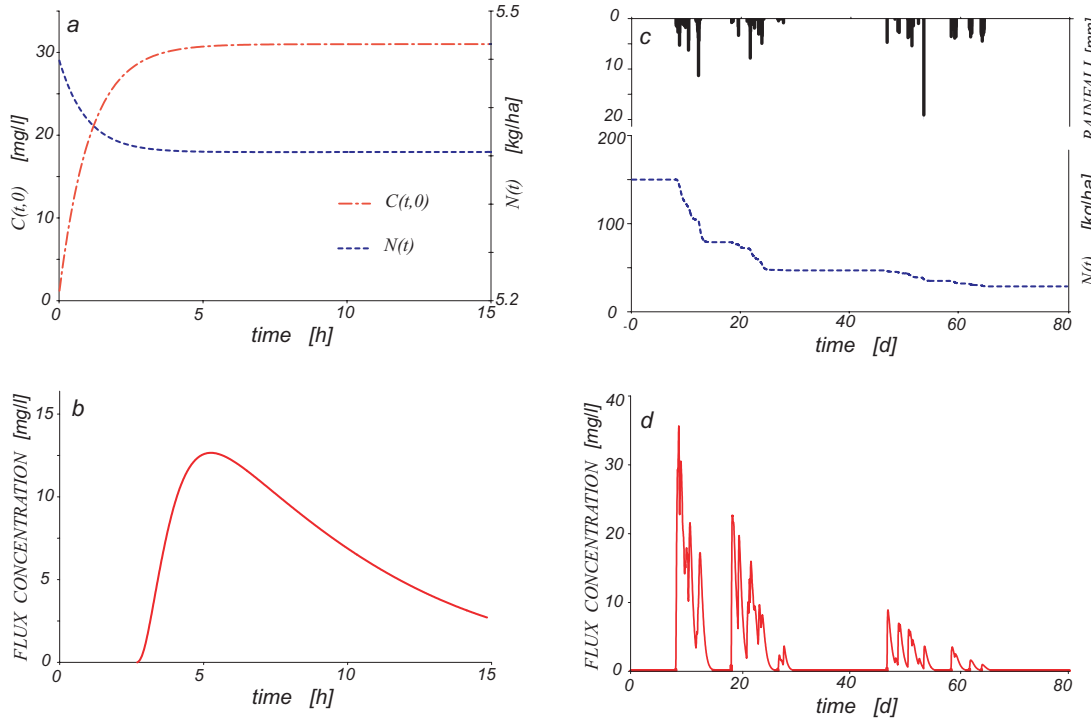 a
5.5
30
20
10
0
C(t,0) [mg/l]
N(t) [kg/ha]
C(t,0)
N(t)
5.2
0 5 10 15
time [h]
c
0
10
20
RAINFALL [mm]
200
100
0
N(t) [kg/ha]
-0 20 40 60 80
time [d]
b
15
10
5
0
FLUX CONCENTRATION [mg/l]
0 5 10 15
time [h]
d
40
30
20
10
0
FLUX CONCENTRATION [mg/l]
0 20 40 60 80
time [d]